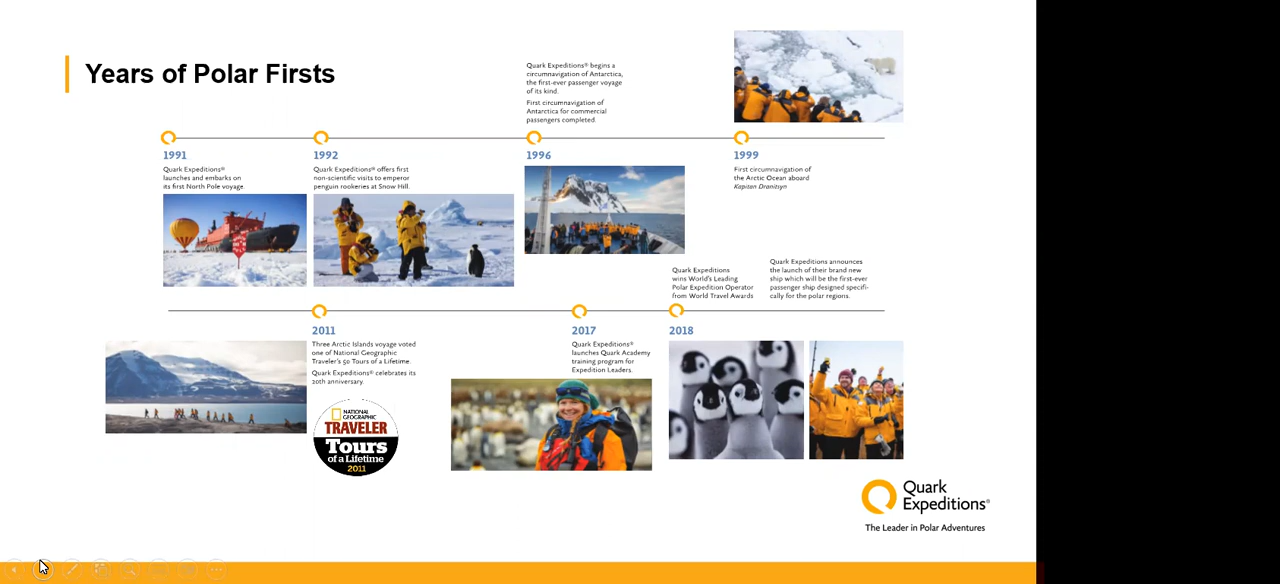 Years of Polar Firsts
Quark Expeditions® begins a
circumnavigation of Antarctica,
the first-ever passenger voyage
of its kind.
First circumnavigation of
Antarctica for commercial
passengers completed
1991
Quark Expeditions®
launches and embarks on
its first North Pole voyage.
1992
Quark Expeditions® offers first
non-scientific visits to emperor
penguin rookeries at Snow Hill.
1996
1999
First circumnavigation of
the Arctic Ocean aboard
Kapitan Dranitsyn
2011
Three Arctic Islands voyage voted
one of National Geographic
Traveler's 50 Tours of a Lifetime.
Quark Expeditions® celebrates its
20th anniversary.
NATIONAL
GEOGRAPHIC
TRAVELER
Tours
of a Lifetime
2011
2017
Quark Expeditions®
launches Quark Academy
training program for
Expedition Leaders.
Quark Expeditions
wins World's Leading
Polar Expedition Operator
from World Travel Awards
2018
Quark Expeditions announces
the launch of their brand new
ship which will be the first-ever
passenger ship designed specifi-
cally for the polar regions.
Quark
Expeditions®
The Leader in Polar Adventures